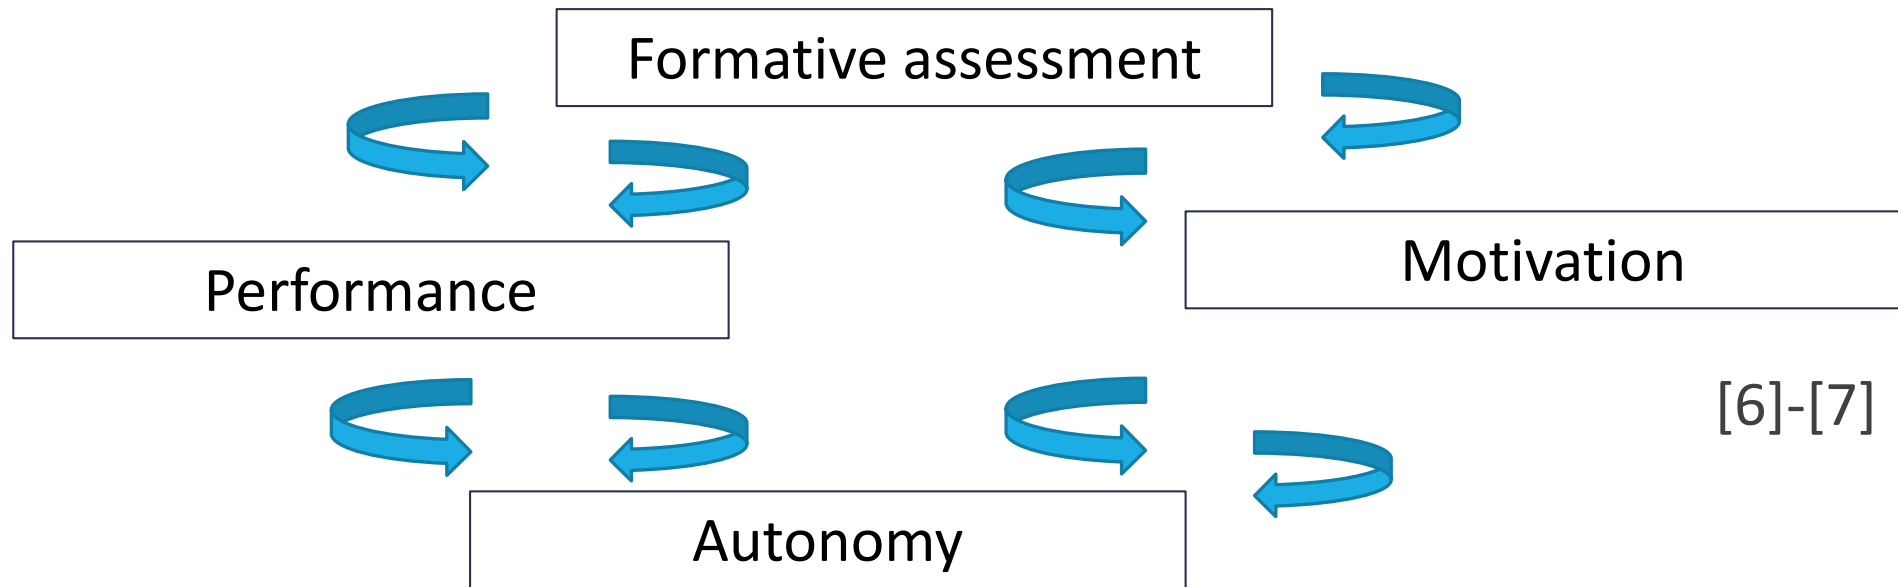 Formative assessment
Performance
Motivation
[6]-[7]
Autonomy